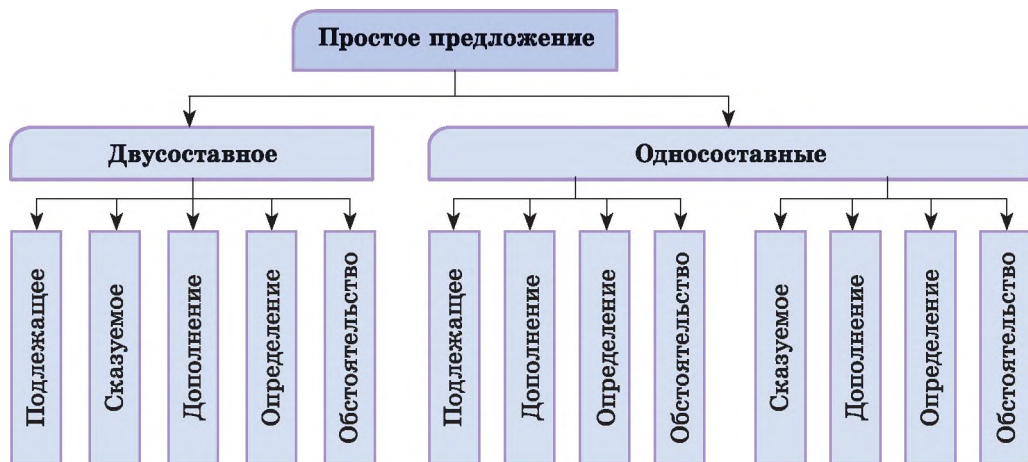 Простое предложение
Двусоставное
Односоставные
Подлежащее
Сказуемое
Дополнение
Определение
Обстоятельство
Подлежащее
Дополнение
Определение
Обстоятельство
Сказуемое
Дополнение
Определение
Обстоятельство